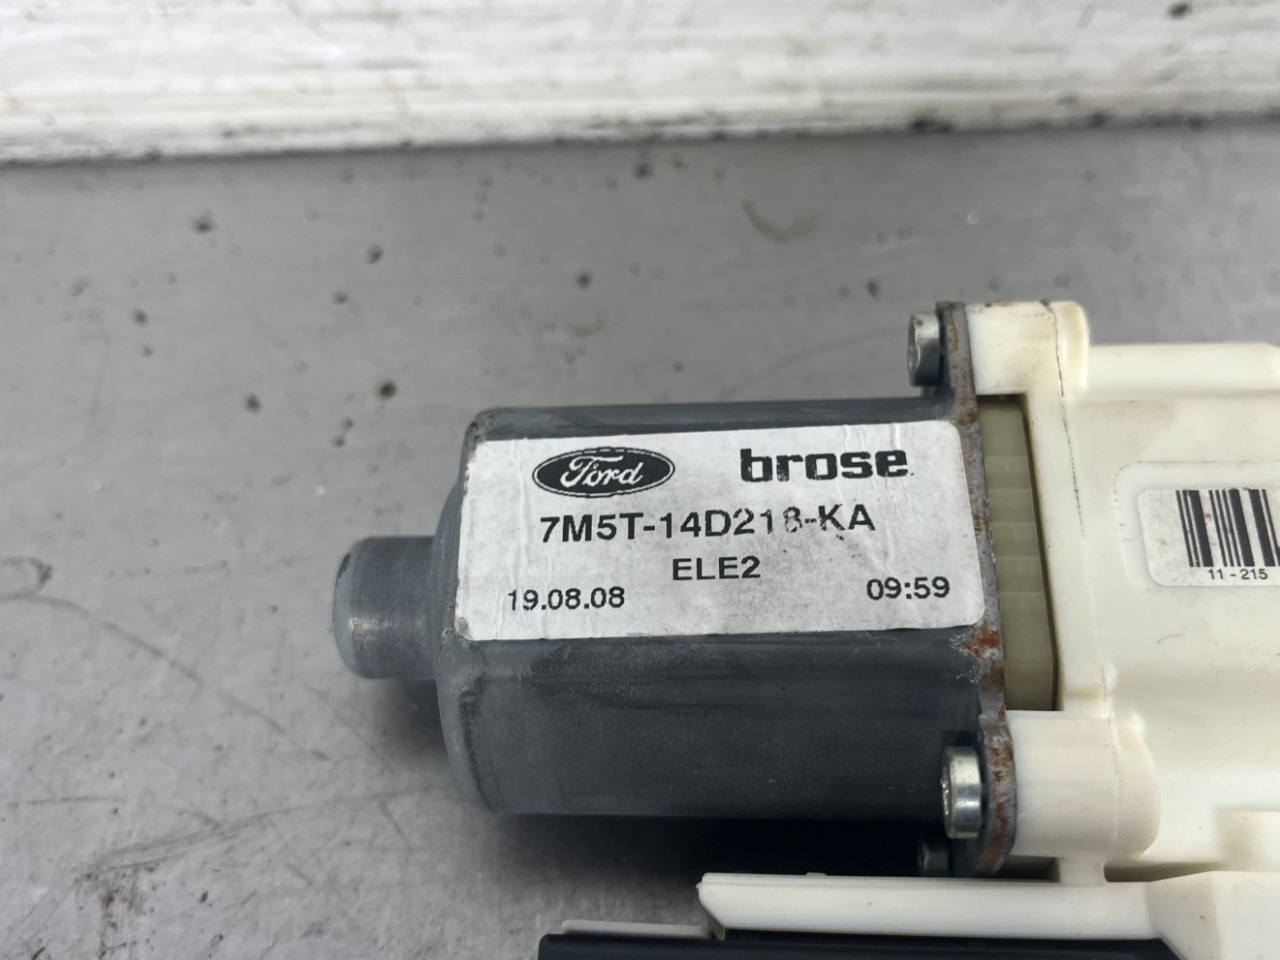 Ford brose
7M5T-14D218-KA
ELE2
19.08.08 09:59
11-215